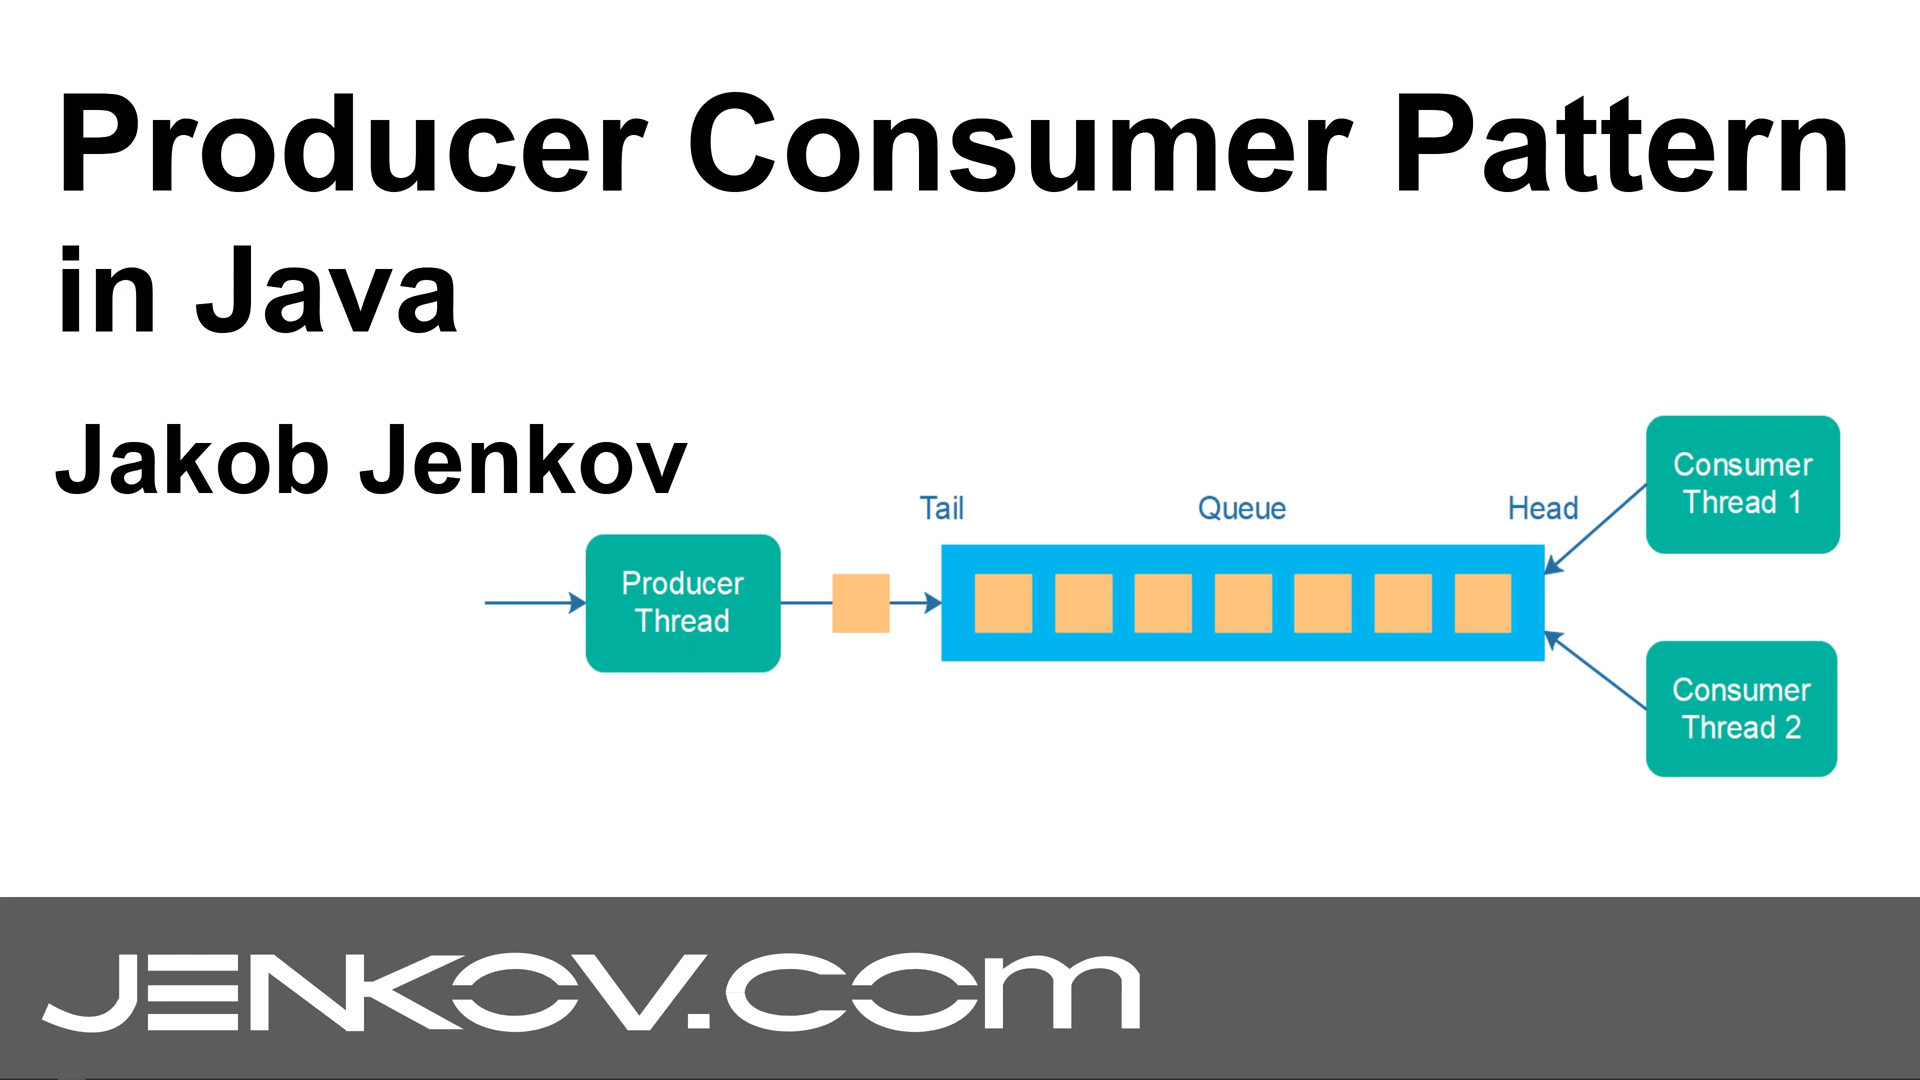 Producer Consumer Pattern
in Java
Jakob Jenkov
Tail
Queue
Head
Producer
Thread
Consumer
Thread 1
Consumer
Thread 2
JENKOV.COM